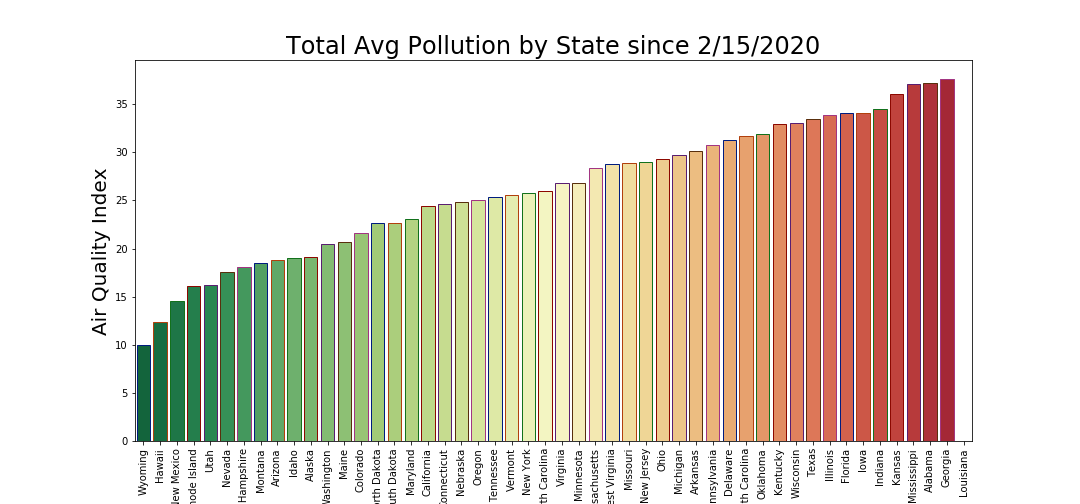 Total Avg Pollution by State since 2/15/2020
Air Quality Index
35
30
25
20
15
10
5
0
Wyoming
Hawaii
New Mexico
hode Island
Utah
Nevada
Hampshire
Montana
Arizona
Idaho
Alaska
Washington
Maine
Colorado
rth Dakota
uth Dakota
Maryland
California
onnecticut
Nebraska
Oregon
Tennessee
Vermont
New York
th Carolina
Virginia
Minnesota
sachusetts
est Virginia
Missouri
New Jersey
Ohio
Michigan
Arkansas
nnsylvania
Delaware
th Carolina
Oklahoma
Kentucky
Wisconsin
Texas
Illinois
Florida
Iowa
Indiana
Kansas
Mississippi
Alabama
Georgia
Louisiana